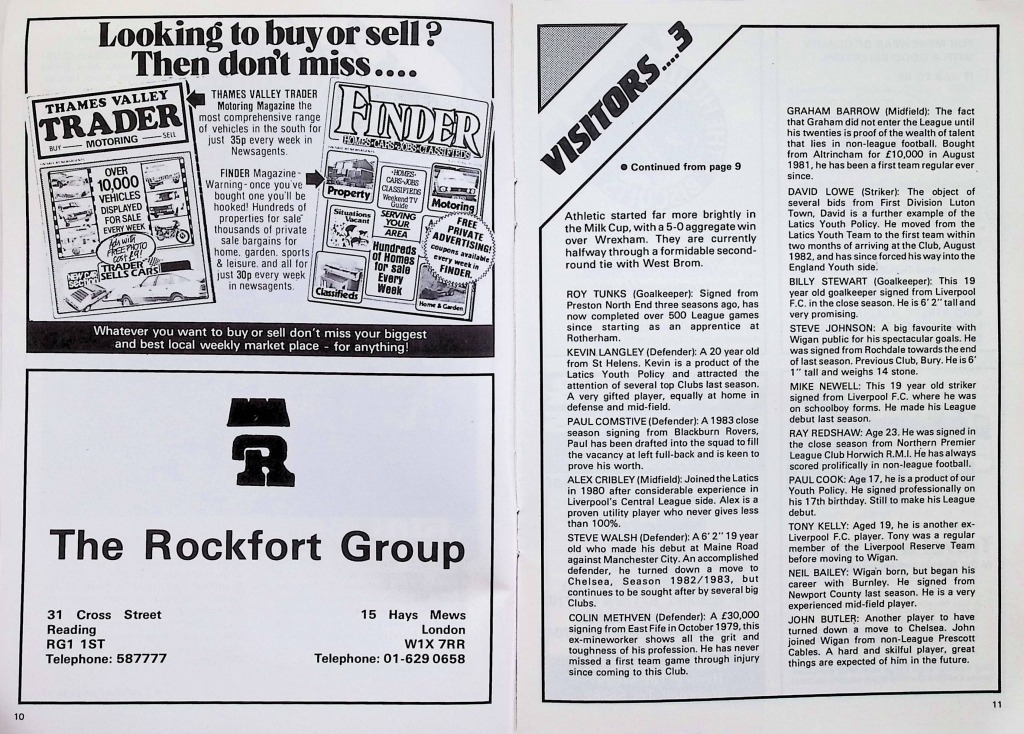 Looking to buy or sell?
Then don't miss....
THAMES VALLEY
TRADER
BUY — MOTORING — SELL
OVER
10,000
VEHICLES
DISPLAYED
FOR SALE
EVERY WEEK
Ads with
FREE PHOTO
NEW CAR
SECTION
TRADER
SELLS CARS
THAMES VALLEY TRADER
Motoring Magazine the
most comprehensive range
of vehicles in the south for
just 35p every week in
Newsagents.
FINDER Magazine-
Warning - once you've
bought one you'll be
hooked! Hundreds of
properties for sale
thousands of private
sale bargains for
home, garden, sports
& leisure, and all for
just 30p every week
in newsagents.
FINDER
HOMES-CARS-JOBS-CLASSIFIEDS
Property
·HOMES·
CARS·JOBS
CLASSIFIEDS
Weekend TV
Guide
Motoring
Situations
Vacant
SERVING
YOUR
AREA
Hundreds
of Homes
for sale
Every
Week
Classifieds
FREE
PRIVATE
ADVERTISING!
coupons available
every week in
FINDER.
Home & Garden
Whatever you want to buy or sell don't miss your biggest
and best local weekly market place - for anything!
The Rockfort Group
31 Cross Street
Reading
RG1 1ST
Telephone: 587777
15 Hays Mews
London
W1X 7RR
Telephone: 01-629 0658
10
VISITORS....3
● Continued from page 9
Athletic started far more brightly in
the Milk Cup, with a 5-0 aggregate win
over Wrexham. They are currently
halfway through a formidable second-
round tie with West Brom.
ROY TUNKS (Goalkeeper): Signed from
Preston North End three seasons ago, has
now completed over 500 League games
since starting as an apprentice at
Rotherham.
KEVIN LANGLEY (Defender): A 20 year old
from St Helens. Kevin is a product of the
Latics Youth Policy and attracted the
attention of several top Clubs last season.
A very gifted player, equally at home in
defense and mid-field.
PAUL COMSTIVE (Defender): A 1983 close
season signing from Blackburn Rovers,
Paul has been drafted into the squad to fill
the vacancy at left full-back and is keen to
prove his worth.
ALEX CRIBLEY (Midfield): Joined the Latics
in 1980 after considerable experience in
Liverpool's Central League side. Alex is a
proven utility player who never gives less
than 100%.
STEVE WALSH (Defender): A 6' 2'' 19 year
old who made his debut at Maine Road
against Manchester City. An accomplished
defender, he turned down a move to
Chelsea, Season 1982/1983, but
continues to be sought after by several big
Clubs.
COLIN METHVEN (Defender): A £30,000
signing from East Fife in October 1979, this
ex-mineworker shows all the grit and
toughness of his profession. He has never
missed a first team game through injury
since coming to this Club.
GRAHAM BARROW (Midfield): The fact
that Graham did not enter the League until
his twenties is proof of the wealth of talent
that lies in non-league football. Bought
from Altrincham for £10,000 in August
1981, he has been a first team regular ever
since.
DAVID LOWE (Striker): The object of
several bids from First Division Luton
Town, David is a further example of the
Latics Youth Policy. He moved from the
Latics Youth Team to the first team within
two months of arriving at the Club, August
1982, and has since forced his way into the
England Youth side.
BILLY STEWART (Goalkeeper): This 19
year old goalkeeper signed from Liverpool
F.C. in the close season. He is 6' 2'' tall and
very promising.
STEVE JOHNSON: A big favourite with
Wigan public for his spectacular goals. He
was signed from Rochdale towards the end
of last season. Previous Club, Bury. He is 6'
1'' tall and weighs 14 stone.
MIKE NEWELL: This 19 year old striker
signed from Liverpool F.C. where he was
on schoolboy forms. He made his League
debut last season.
RAY REDSHAW: Age 23. He was signed in
the close season from Northern Premier
League Club Horwich R.M.I. He has always
scored prolifically in non-league football.
PAUL COOK: Age 17, he is a product of our
Youth Policy. He signed professionally on
his 17th birthday. Still to make his League
debut.
TONY KELLY: Aged 19, he is another ex-
Liverpool F.C. player. Tony was a regular
member of the Liverpool Reserve Team
before moving to Wigan.
NEIL BAILEY: Wigan born, but began his
career with Burnley. He signed from
Newport County last season. He is a very
experienced mid-field player.
JOHN BUTLER: Another player to have
turned down a move to Chelsea. John
joined Wigan from non-League Prescott
Cables. A hard and skilful player, great
things are expected of him in the future.
11